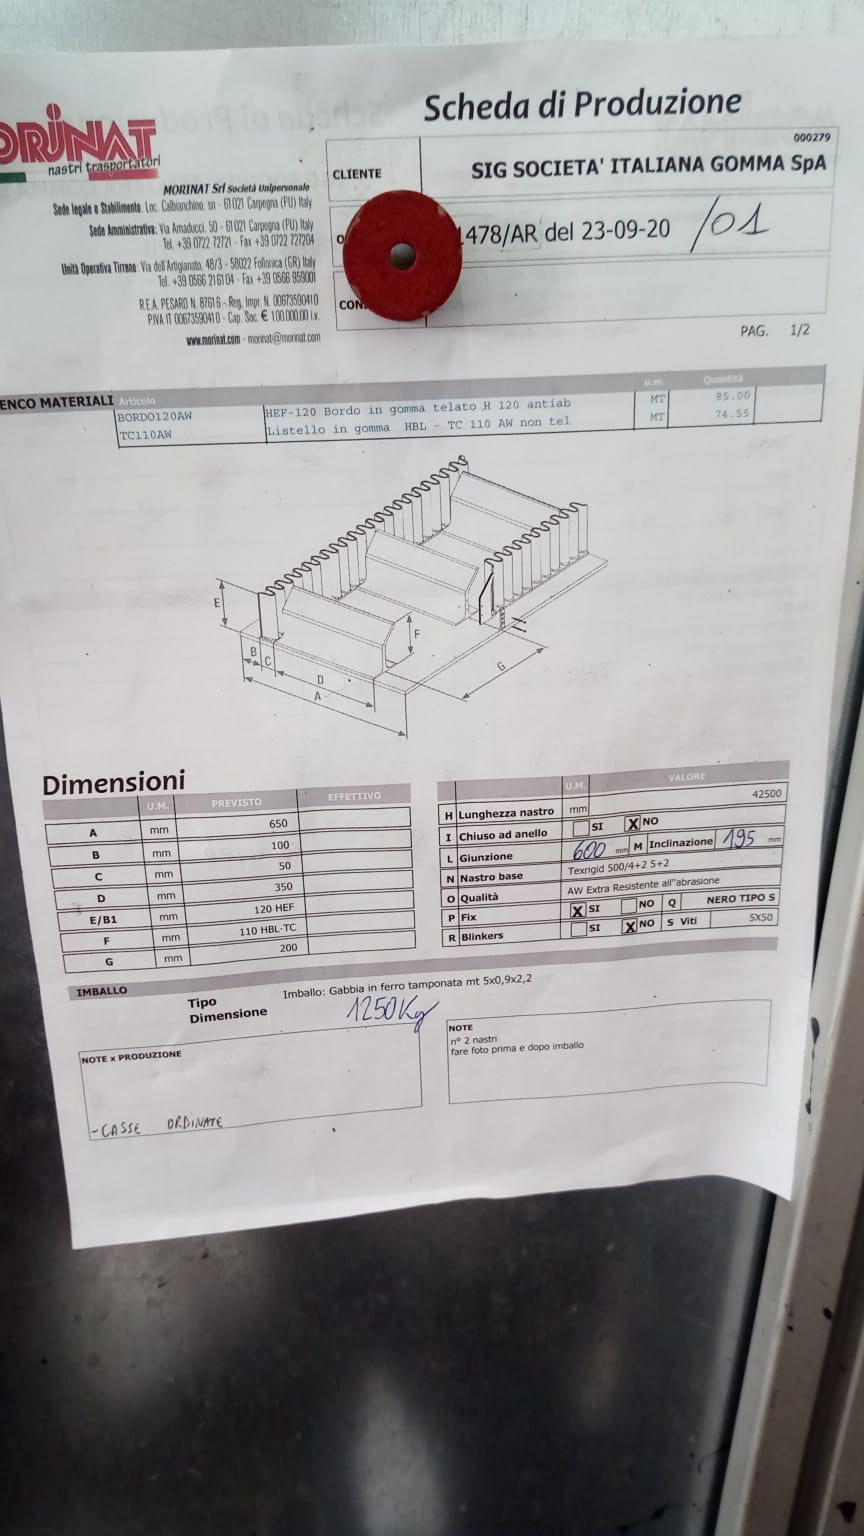 Scheda di Produzione
ORINAT
nastri trasportatori
000279
CLIENTE
SIG SOCIETA' ITALIANA GOMMA SpA
MORINAT Srl Società Unipersonale
Sede legale e Stabilimento: Loc. Calbianchino, sn - 61021 Carpegna (PU) Italy
Sede Amministrativa: Via Amaducci, 50 - 61021 Carpegna (PU) Italy
Tel. +39 0722 72721 - Fax +39 0722 727204
Unità Operativa Tirreno: Via dell'Artigianato, 48/3 - 58022 Follonica (GR) Italy
Tel. +39 0566 216104 - Fax +39 0566 959001
R.E.A. PESARO N. 87616 - Reg. Impr. N. 00673590410
P.IVA IT 00673590410 - Cap. Soc. € 100.000,00 i.v.
www.morinat.com - morinat@morinat.com
1478/AR del 23-09-20 /01
CON
PAG. 1/2
ENCO MATERIALI Articolo u.m. Quantità
BORDO120AW HEF-120 Bordo in gomma telato H 120 antiab MT 85.00
TC110AW Listello in gomma HBL - TC 110 AW non tel MT 74.55
E
B
C
D
A
F
G
Dimensioni
U.M. PREVISTO EFFETTIVO
A mm 650
B mm 100
C mm 50
D mm 350
E/B1 mm 120 HEF
F mm 110 HBL-TC
G mm 200
U.M. VALORE
H Lunghezza nastro mm 42500
I Chiuso ad anello SI X NO
L Giunzione 600 mm M Inclinazione 195 mm
N Nastro base Texrigid 500/4+2 5+2
O Qualità AW Extra Resistente all"abrasione
P Fix X SI NO Q NERO TIPO S
R Blinkers SI X NO S Viti 5X50
IMBALLO
Tipo Imballo: Gabbia in ferro tamponata mt 5x0,9x2,2
Dimensione 1250Kg
NOTE x PRODUZIONE
- CASSE ORDINATE
NOTE
n° 2 nastri
fare foto prima e dopo imballo